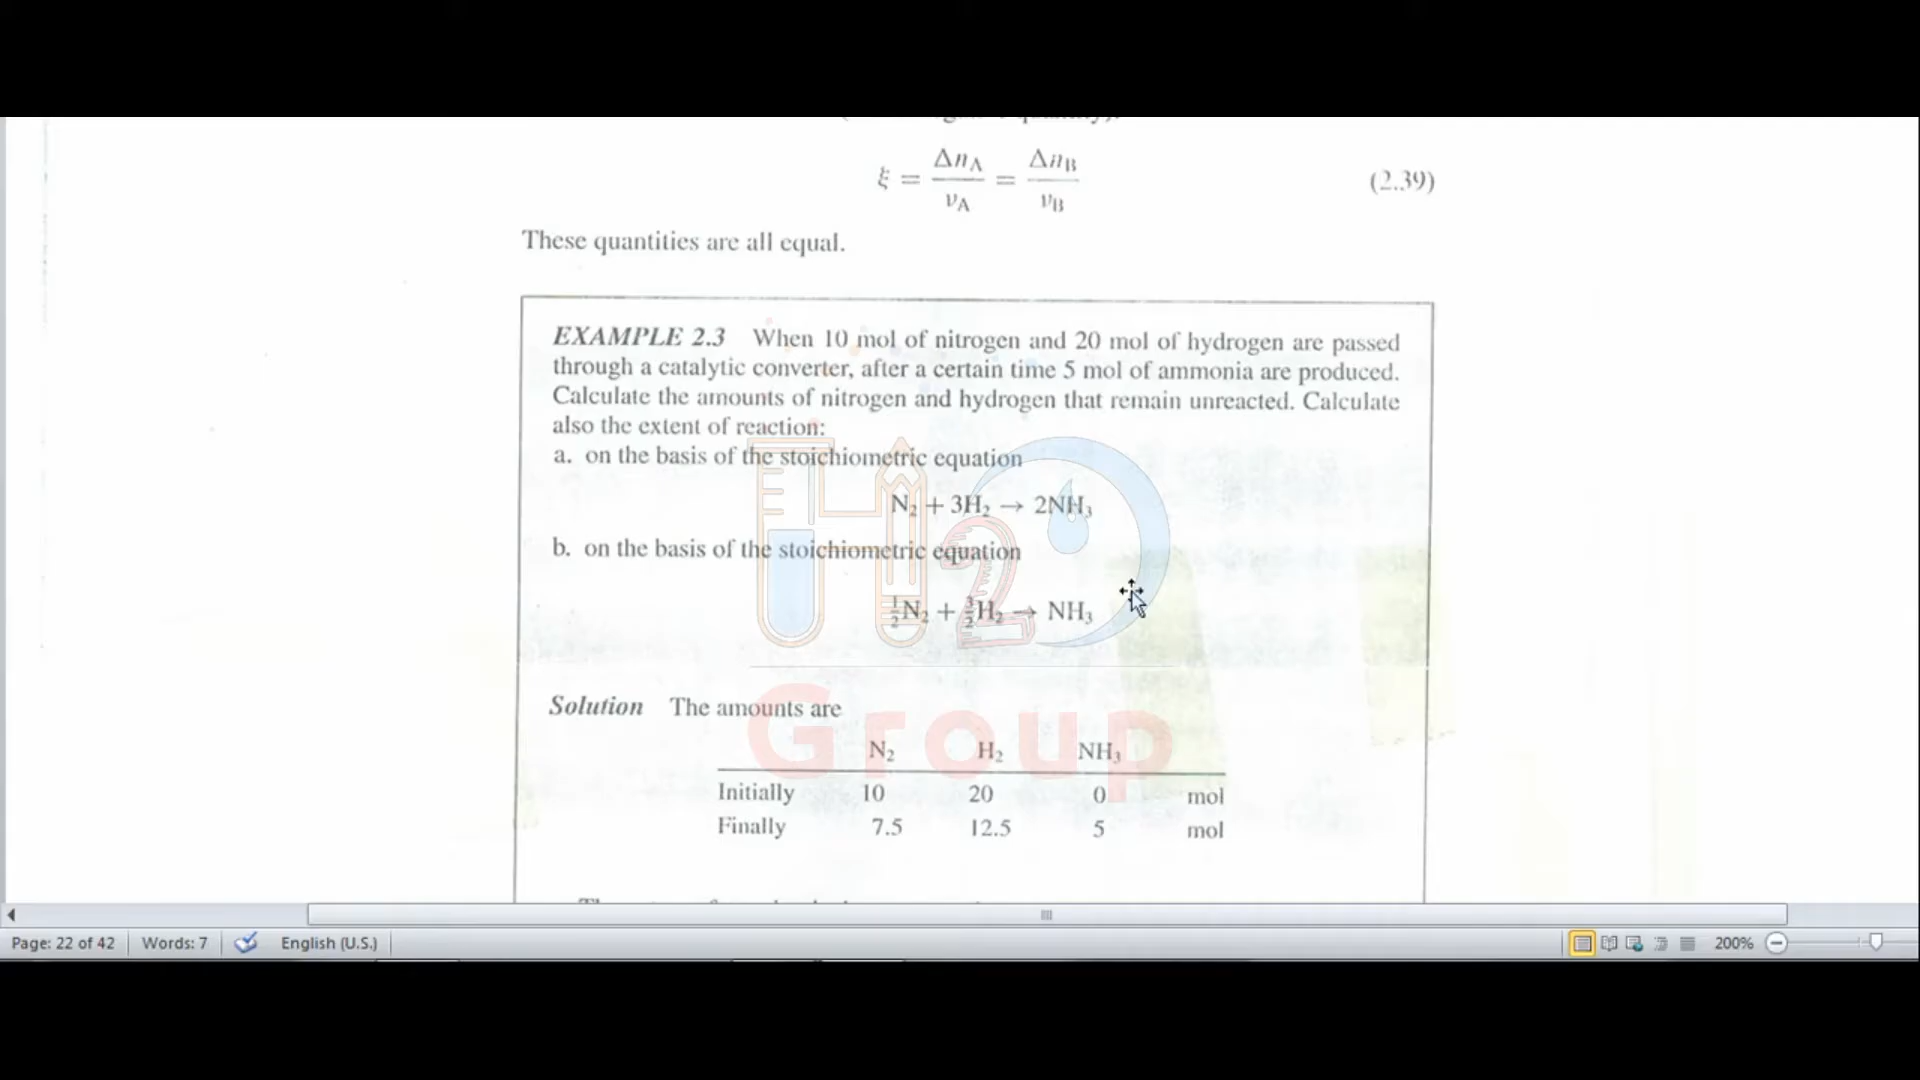 ξ = Δn_A / ν_A = Δn_B / ν_B (2.39)
These quantities are all equal.
EXAMPLE 2.3 When 10 mol of nitrogen and 20 mol of hydrogen are passed
through a catalytic converter, after a certain time 5 mol of ammonia are produced.
Calculate the amounts of nitrogen and hydrogen that remain unreacted. Calculate
also the extent of reaction:
a. on the basis of the stoichiometric equation
N₂ + 3H₂ → 2NH₃
b. on the basis of the stoichiometric equation
½N₂ + 3/2H₂ → NH₃
Solution The amounts are
N₂ H₂ NH₃
Initially 10 20 0 mol
Finally 7.5 12.5 5 mol
H2O
Group
Page: 22 of 42 Words: 7 English (U.S.) 200%